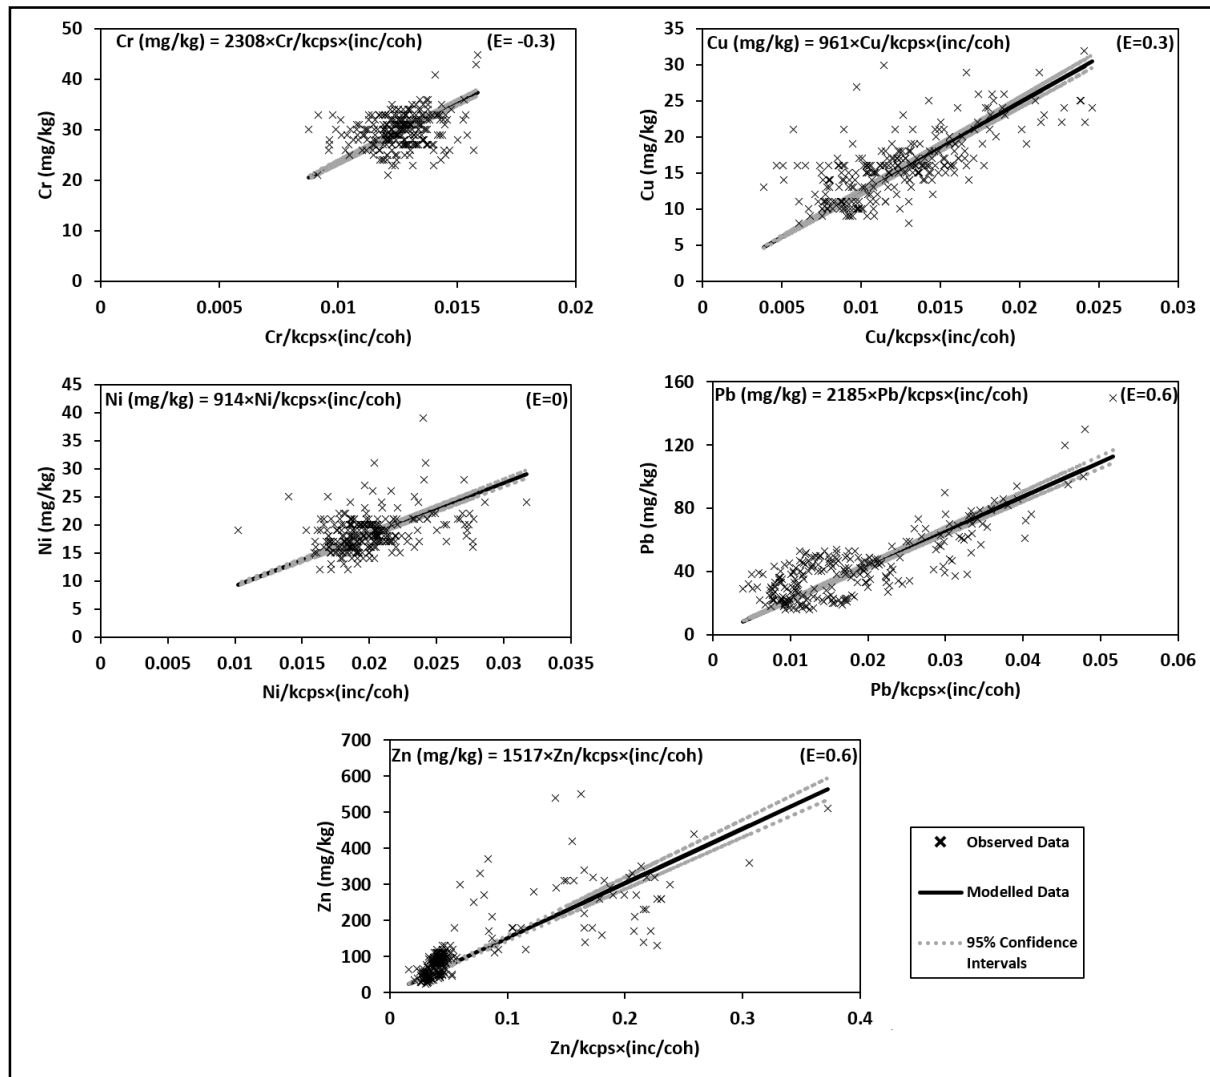 Cr (mg/kg) = 2308×Cr/kcps×(inc/coh) (E= -0.3)
50
40
30
20
10
0
Cr (mg/kg)
0 0.005 0.01 0.015 0.02
Cr/kcps×(inc/coh)
Cu (mg/kg) = 961×Cu/kcps×(inc/coh) (E=0.3)
35
30
25
20
15
10
5
0
Cu (mg/kg)
0 0.005 0.01 0.015 0.02 0.025 0.03
Cu/kcps×(inc/coh)
Ni (mg/kg) = 914×Ni/kcps×(inc/coh) (E=0)
45
40
35
30
25
20
15
10
5
0
Ni (mg/kg)
0 0.005 0.01 0.015 0.02 0.025 0.03 0.035
Ni/kcps×(inc/coh)
Pb (mg/kg) = 2185×Pb/kcps×(inc/coh) (E=0.6)
160
120
80
40
0
Pb (mg/kg)
0 0.01 0.02 0.03 0.04 0.05 0.06
Pb/kcps×(inc/coh)
Zn (mg/kg) = 1517×Zn/kcps×(inc/coh) (E=0.6)
700
600
500
400
300
200
100
0
Zn (mg/kg)
0 0.1 0.2 0.3 0.4
Zn/kcps×(inc/coh)
Observed Data
Modelled Data
95% Confidence
Intervals